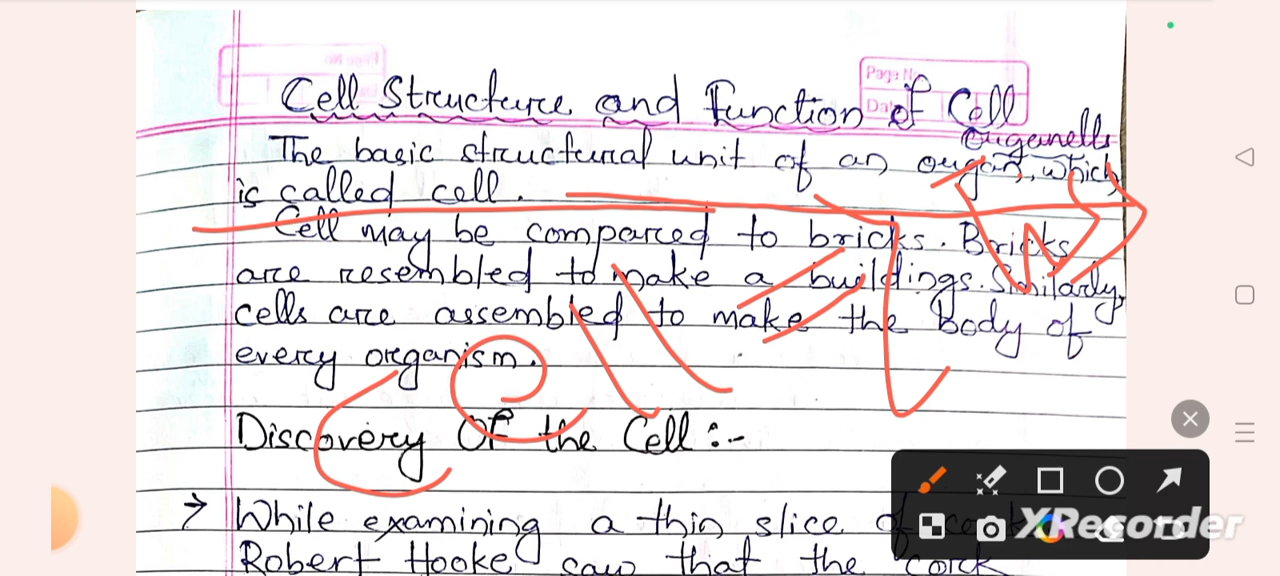 Page No
Cell Structure and Function of Cell
Organells
The basic structural unit of an organ, which
is called cell.
Cell may be compared to bricks. Bricks
are resembled to make a buildings. Similarly,
cells are assembled to make the body of
every organism.
Discovery Of the Cell :-
> While examining a thin slice of
Robert Hooke saw that the Cork
XRecorder